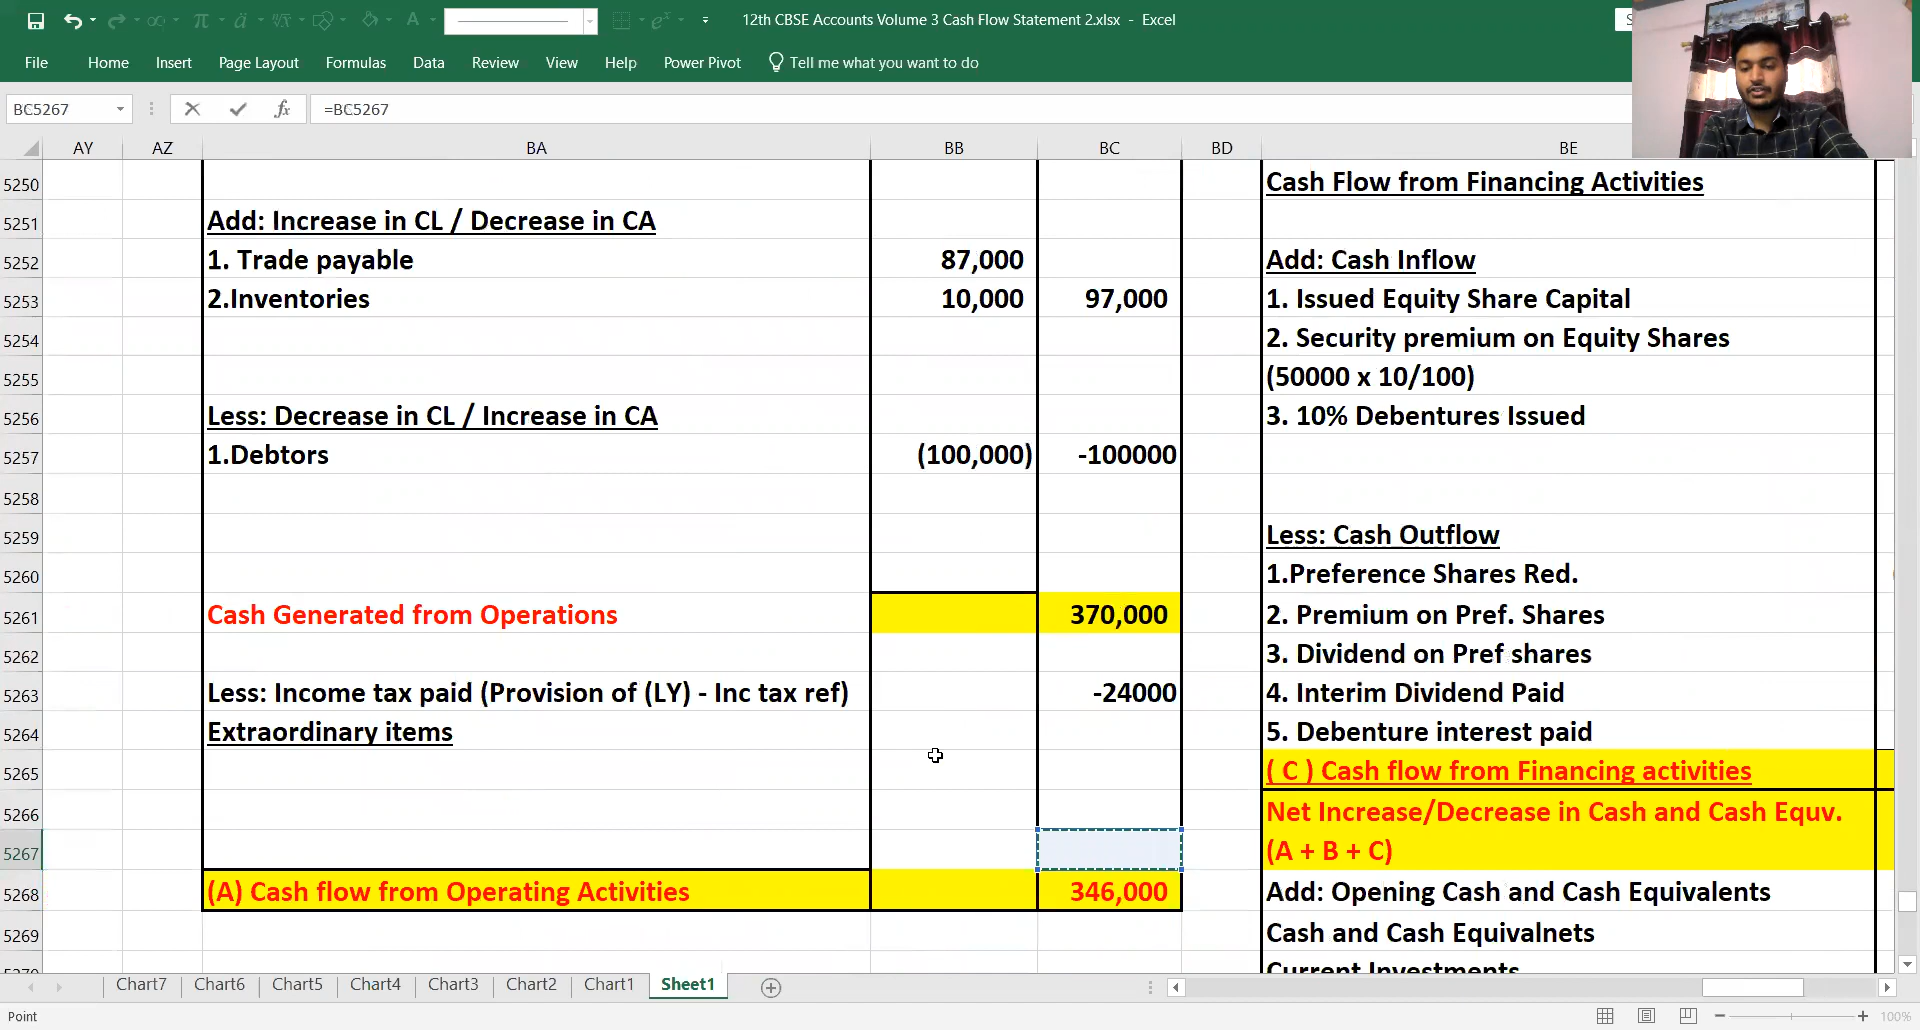 12th CBSE Accounts Volume 3 Cash Flow Statement 2.xlsx - Excel
File Home Insert Page Layout Formulas Data Review View Help Power Pivot Tell me what you want to do
BC5267 fx =BC5267
AY AZ BA BB BC BD BE
5250 Cash Flow from Financing Activities
5251 Add: Increase in CL / Decrease in CA
5252 1. Trade payable 87,000 Add: Cash Inflow
5253 2.Inventories 10,000 97,000 1. Issued Equity Share Capital
5254 2. Security premium on Equity Shares
5255 (50000 x 10/100)
5256 Less: Decrease in CL / Increase in CA 3. 10% Debentures Issued
5257 1.Debtors (100,000) -100000
5258
5259 Less: Cash Outflow
5260 1.Preference Shares Red.
5261 Cash Generated from Operations 370,000 2. Premium on Pref. Shares
5262 3. Dividend on Pref shares
5263 Less: Income tax paid (Provision of (LY) - Inc tax ref) -24000 4. Interim Dividend Paid
5264 Extraordinary items 5. Debenture interest paid
5265 ( C ) Cash flow from Financing activities
5266 Net Increase/Decrease in Cash and Cash Equv.
5267 (A + B + C)
5268 (A) Cash flow from Operating Activities 346,000 Add: Opening Cash and Cash Equivalents
5269 Cash and Cash Equivalnets
5270 Current Investments
Chart7 Chart6 Chart5 Chart4 Chart3 Chart2 Chart1 Sheet1
Point 100%